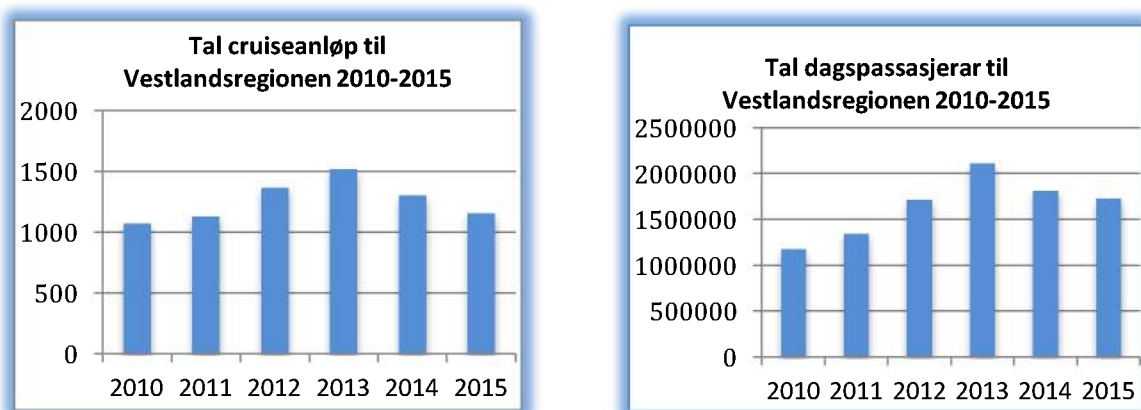 Tal cruiseanløp til
Vestlandsregionen 2010-2015
2000
1500
1000
500
0
2010 2011 2012 2013 2014 2015
Tal dagspassasjerar til
Vestlandsregionen 2010-2015
2500000
2000000
1500000
1000000
500000
0
2010 2011 2012 2013 2014 2015